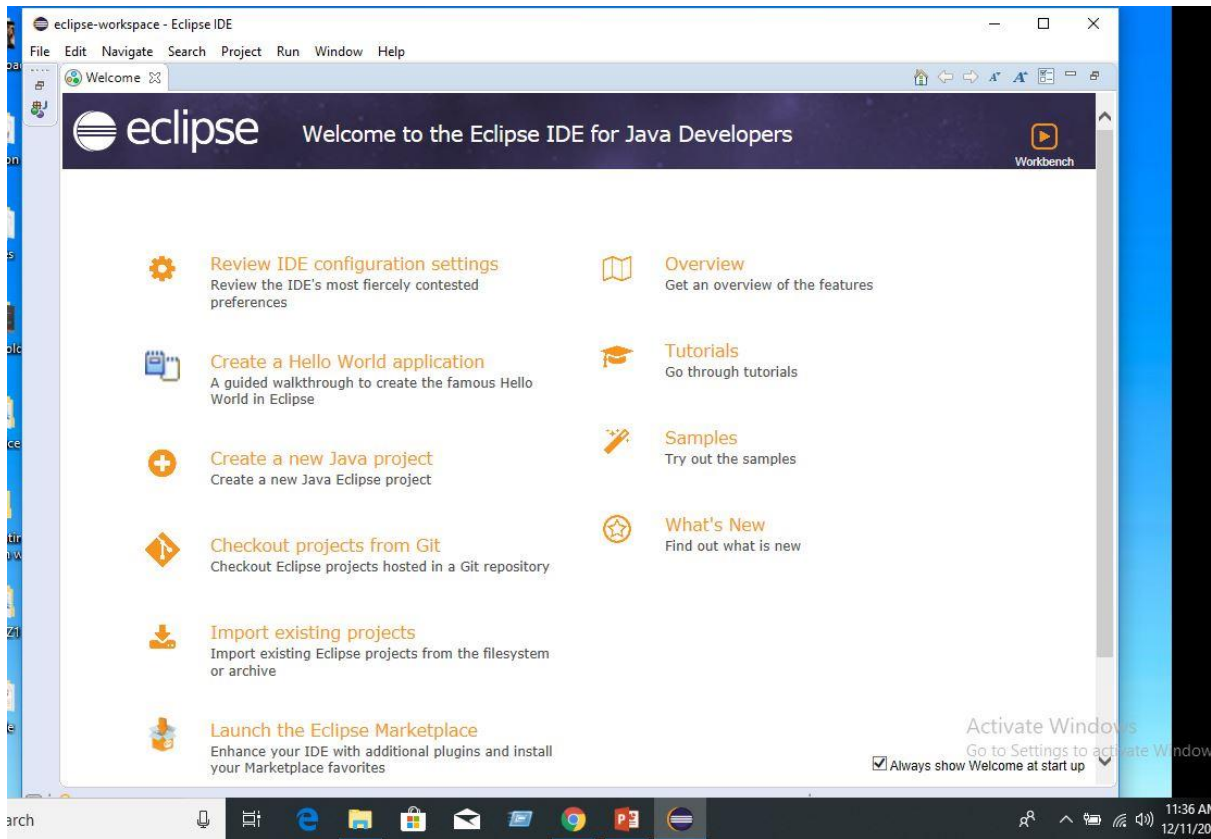 eclipse-workspace - Eclipse IDE
File Edit Navigate Search Project Run Window Help
Welcome
eclipse
Welcome to the Eclipse IDE for Java Developers
Workbench
Review IDE configuration settings
Review the IDE's most fiercely contested
preferences
Create a Hello World application
A guided walkthrough to create the famous Hello
World in Eclipse
Create a new Java project
Create a new Java Eclipse project
Checkout projects from Git
Checkout Eclipse projects hosted in a Git repository
Import existing projects
Import existing Eclipse projects from the filesystem
or archive
Launch the Eclipse Marketplace
Enhance your IDE with additional plugins and install
your Marketplace favorites
Overview
Get an overview of the features
Tutorials
Go through tutorials
Samples
Try out the samples
What's New
Find out what is new
Activate Windows
Go to Settings to activate Window
Always show Welcome at start up
arch
11:36 AM
12/11/20